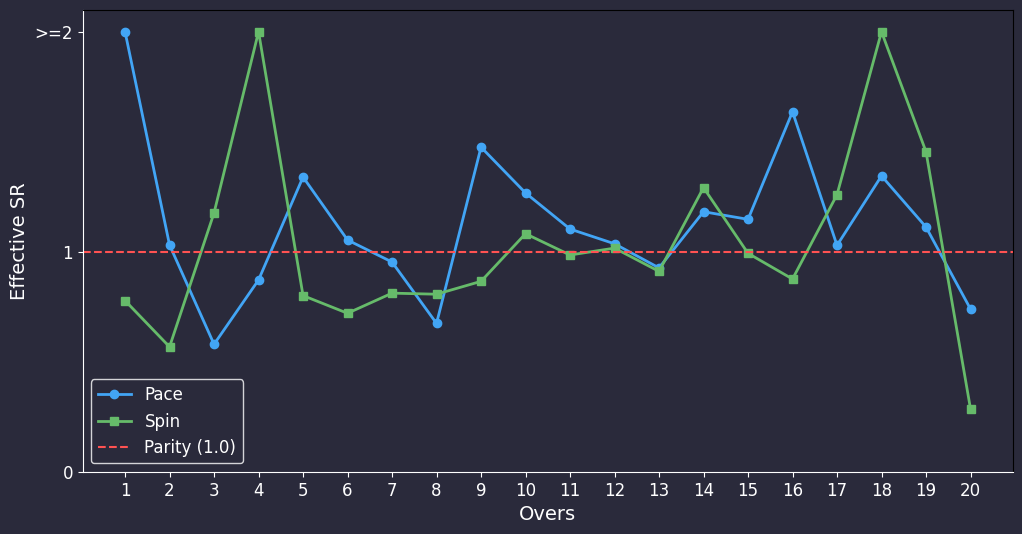 >=2
1
0
Effective SR
Pace
Spin
Parity (1.0)
1 2 3 4 5 6 7 8 9 10 11 12 13 14 15 16 17 18 19 20
Overs